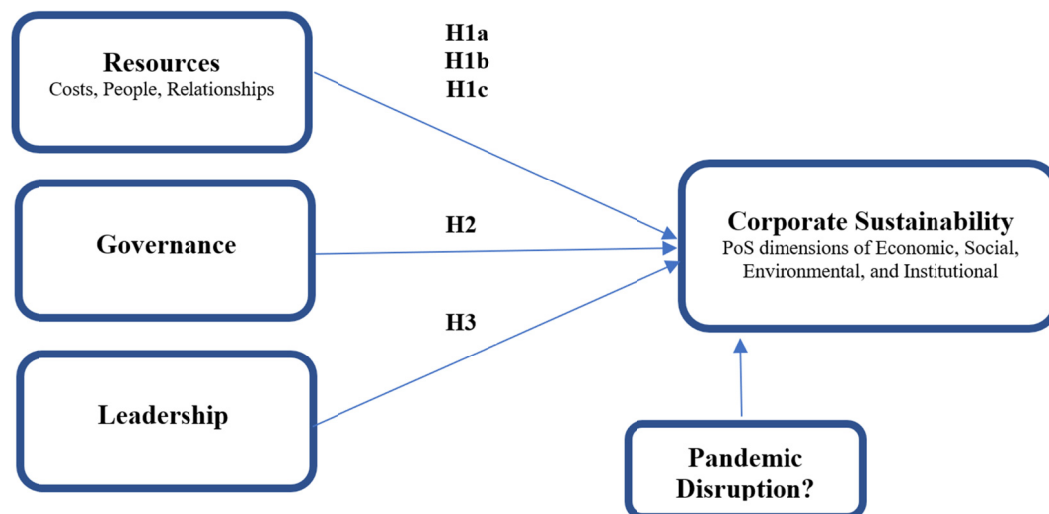 Resources
Costs, People, Relationships
H1a
H1b
H1c
Governance
H2
Corporate Sustainability
PoS dimensions of Economic, Social,
Environmental, and Institutional
H3
Leadership
Pandemic
Disruption?